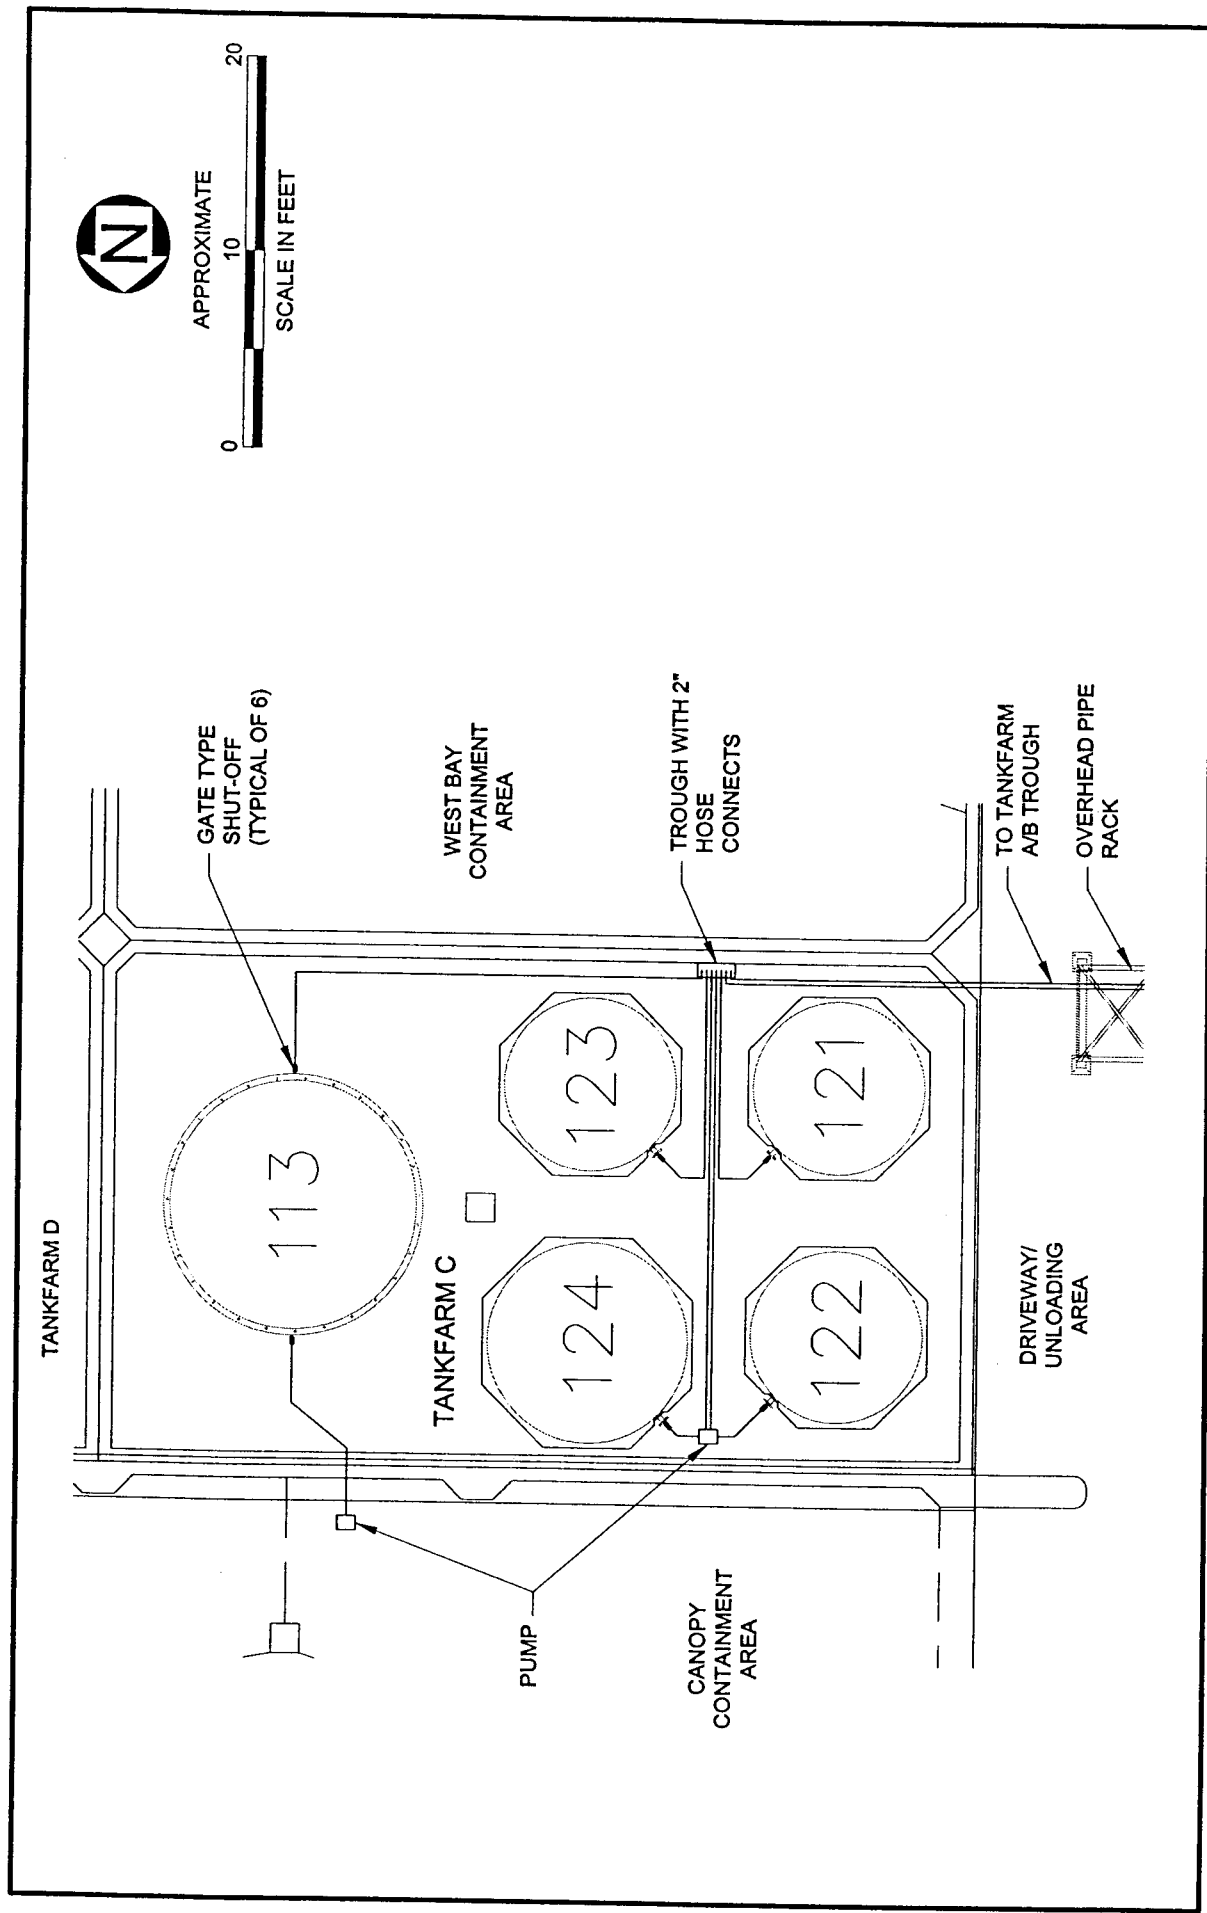 TANKFARM D
N
APPROXIMATE
0 10 20
SCALE IN FEET
GATE TYPE
SHUT-OFF
(TYPICAL OF 6)
113
TANKFARM C
WEST BAY
CONTAINMENT
AREA
124
123
PUMP
TROUGH WITH 2"
HOSE
CONNECTS
CANOPY
CONTAINMENT
AREA
122
121
DRIVEWAY/
UNLOADING
AREA
TO TANKFARM
A/B TROUGH
OVERHEAD PIPE
RACK